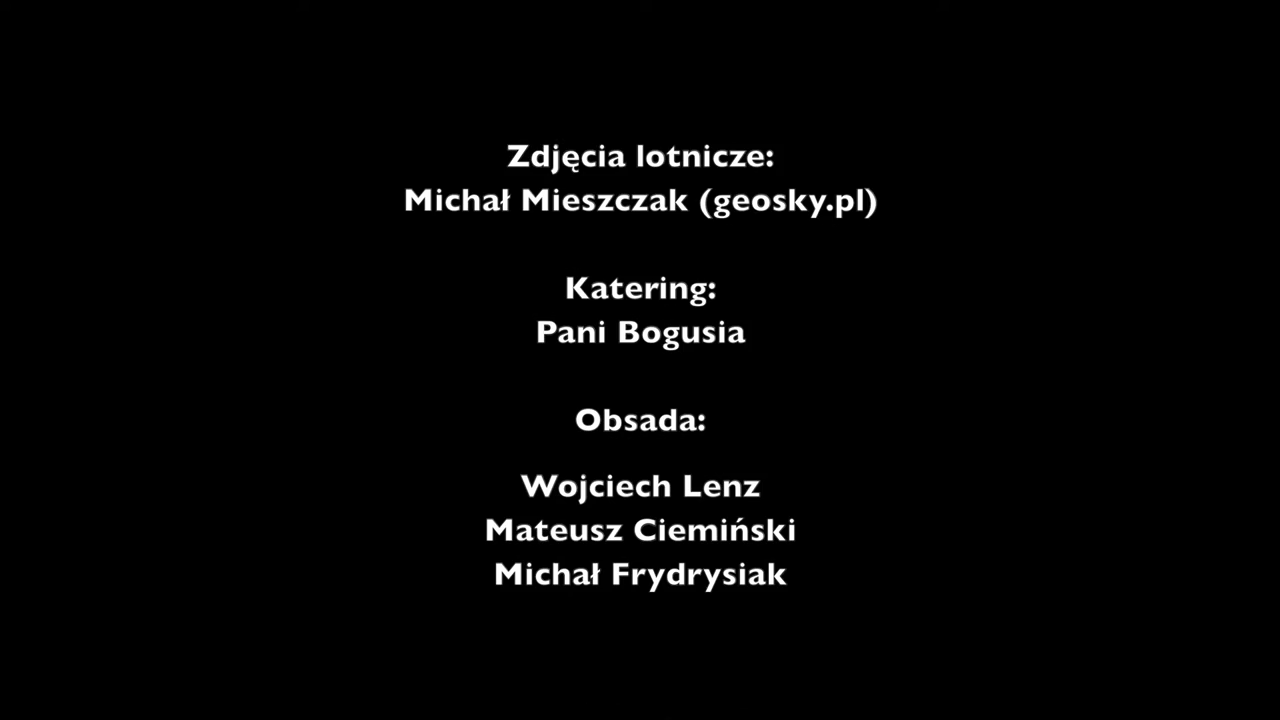 Zdjęcia lotnicze:
Michał Mieszczak (geosky.pl)
Katering:
Pani Bogusia
Obsada:
Wojciech Lenz
Mateusz Ciemiński
Michał Frydrysiak